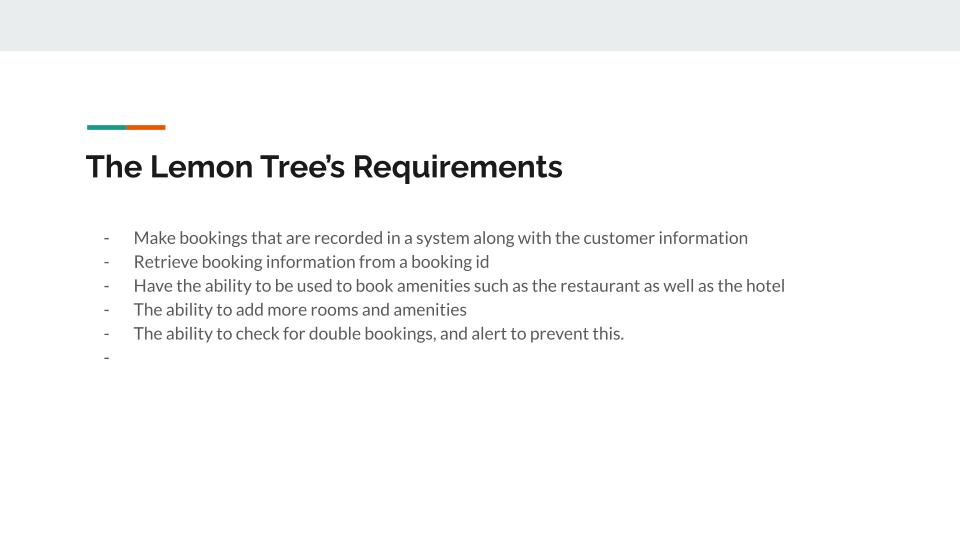 The Lemon Tree’s Requirements
- Make bookings that are recorded in a system along with the customer information
- Retrieve booking information from a booking id
- Have the ability to be used to book amenities such as the restaurant as well as the hotel
- The ability to add more rooms and amenities
- The ability to check for double bookings, and alert to prevent this.
-